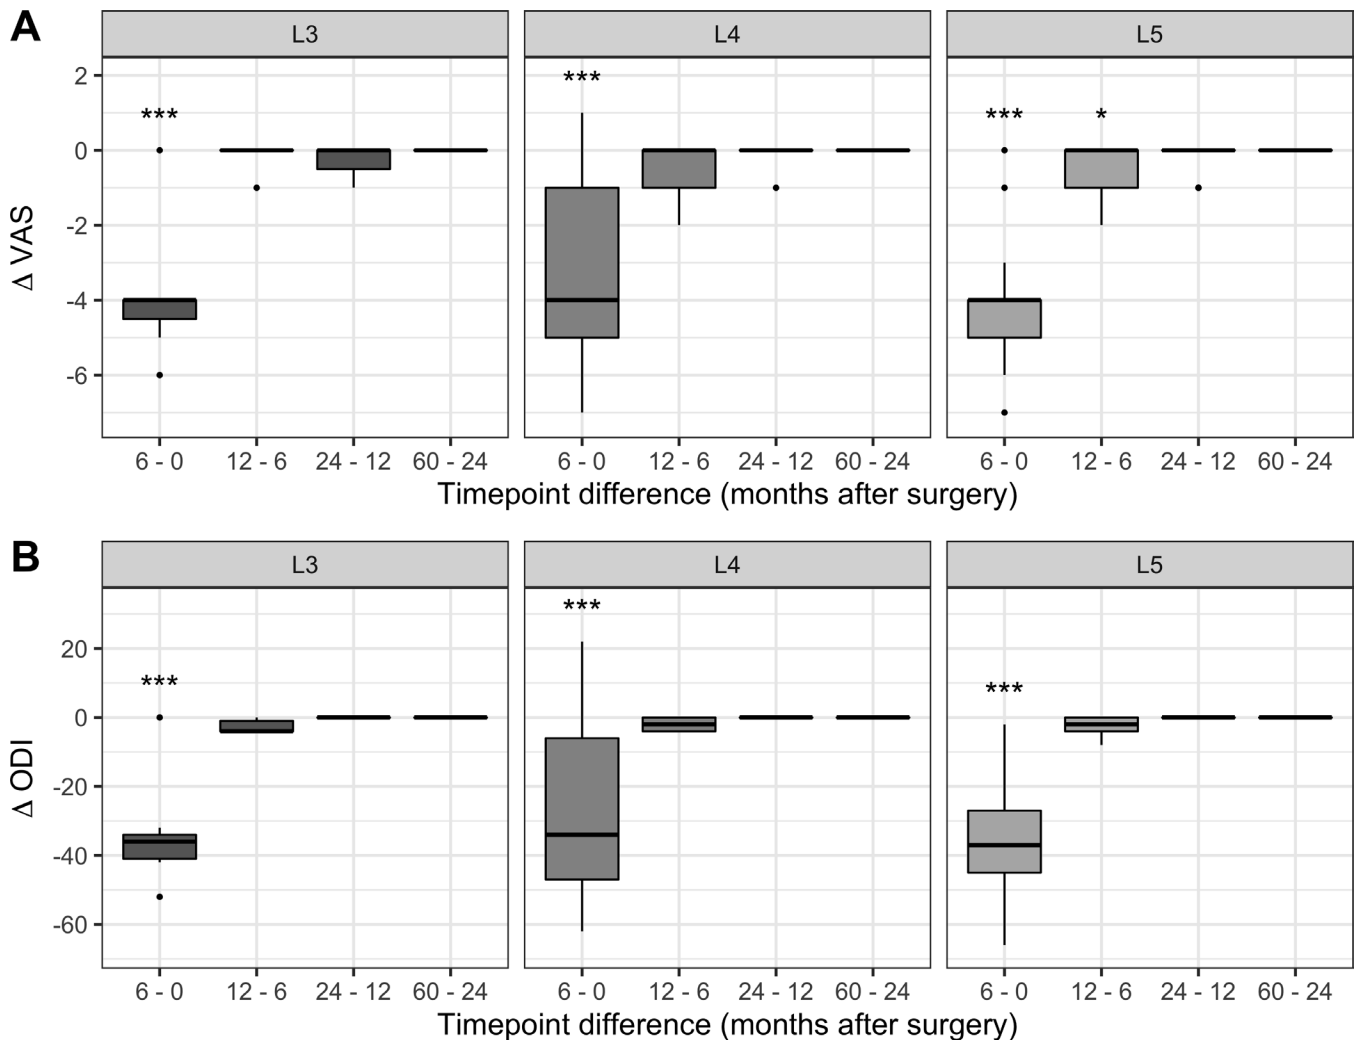 A
L3 L4 L5
Δ VAS
2
0
-2
-4
-6
***
***
***
*
6 - 0 12 - 6 24 - 12 60 - 24 6 - 0 12 - 6 24 - 12 60 - 24 6 - 0 12 - 6 24 - 12 60 - 24
Timepoint difference (months after surgery)
B
L3 L4 L5
Δ ODI
20
0
-20
-40
-60
***
***
***
6 - 0 12 - 6 24 - 12 60 - 24 6 - 0 12 - 6 24 - 12 60 - 24 6 - 0 12 - 6 24 - 12 60 - 24
Timepoint difference (months after surgery)